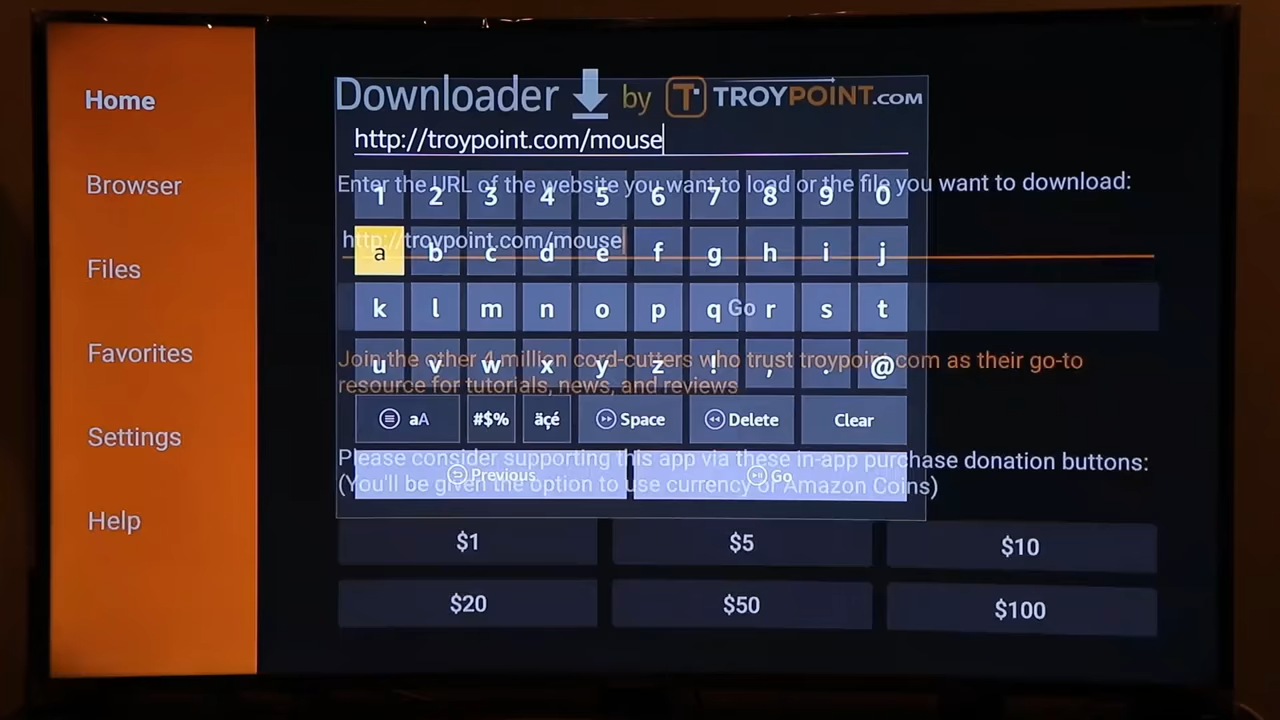 Home
Browser
Files
Favorites
Settings
Help
Downloader by TROYPOINT.COM
http://troypoint.com/mouse
Enter the URL of the website you want to load or the file you want to download:
http://troypoint.com/mouse
Go
Join the other 4 million cord-cutters who trust troypoint.com as their go-to
resource for tutorials, news, and reviews
Please consider supporting this app via these in-app purchase donation buttons:
(You'll be given the option to use currency or Amazon Coins)
$1 $5 $10
$20 $50 $100
1 2 3 4 5 6 7 8 9 0
a b c d e f g h i j
k l m n o p q r s t
u v w x y z ! , . @
aA #$% äçé Space Delete Clear
Previous Go